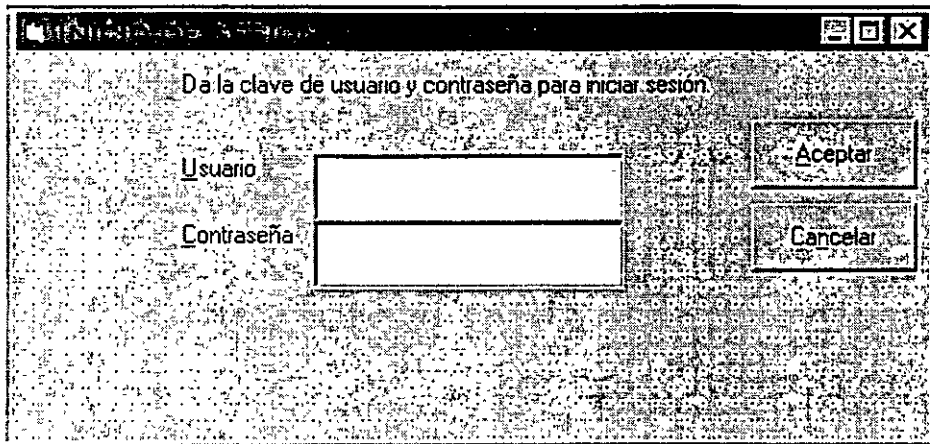 Da la clave de usuario y contraseña para iniciar sesión.
Usuario
Aceptar
Contraseña
Cancelar